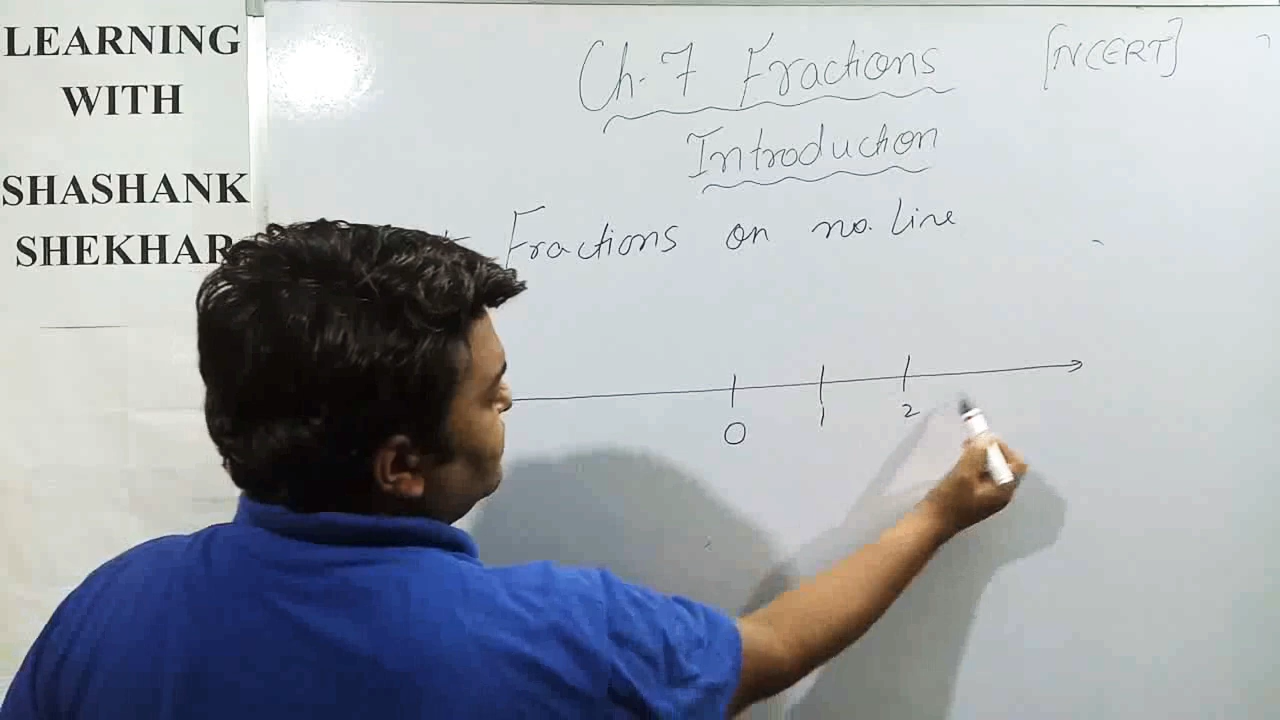 LEARNING
WITH
SHASHANK
SHEKHAR
Ch. 7 Fractions [NCERT]
Introduction
Fractions on no. Line
0 1 2